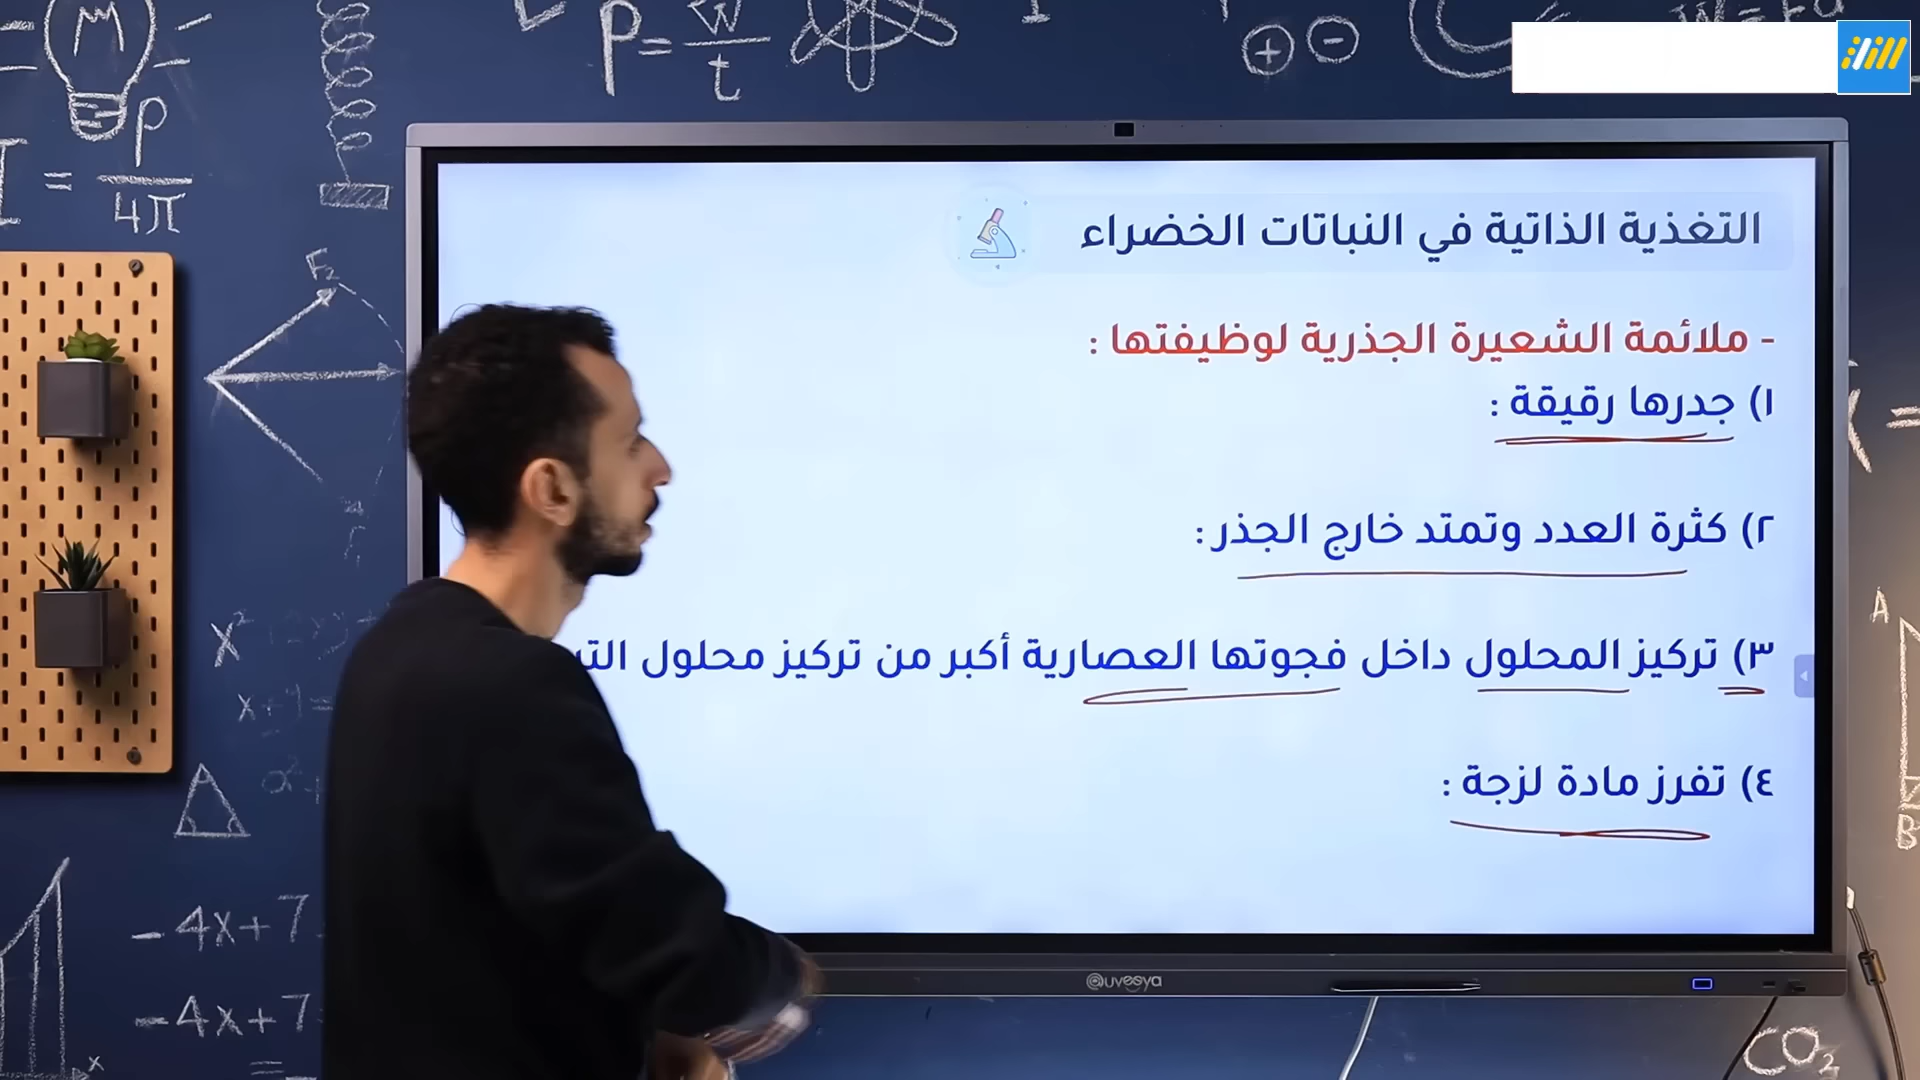 P = W / t
+ -
P
I = P / 4π
F₂
التغذية الذاتية في النباتات الخضراء
- ملائمة الشعيرة الجذرية لوظيفتها :
١) جدرها رقيقة :
٢) كثرة العدد وتمتد خارج الجذر :
٣) تركيز المحلول داخل فجوتها العصارية أكبر من تركيز محلول
٤) تفرز مادة لزجة :
A
B
-4x+7
-4x+7
=
x
CO₂